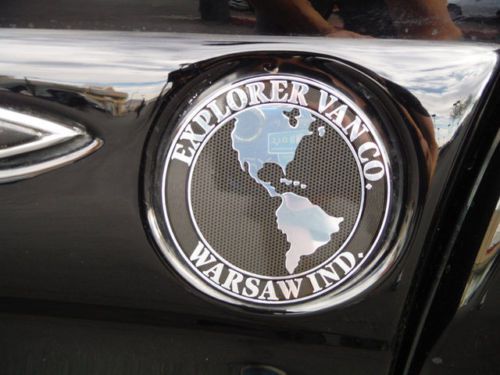 EXPLORER VAN CO.
WARSAW IND.